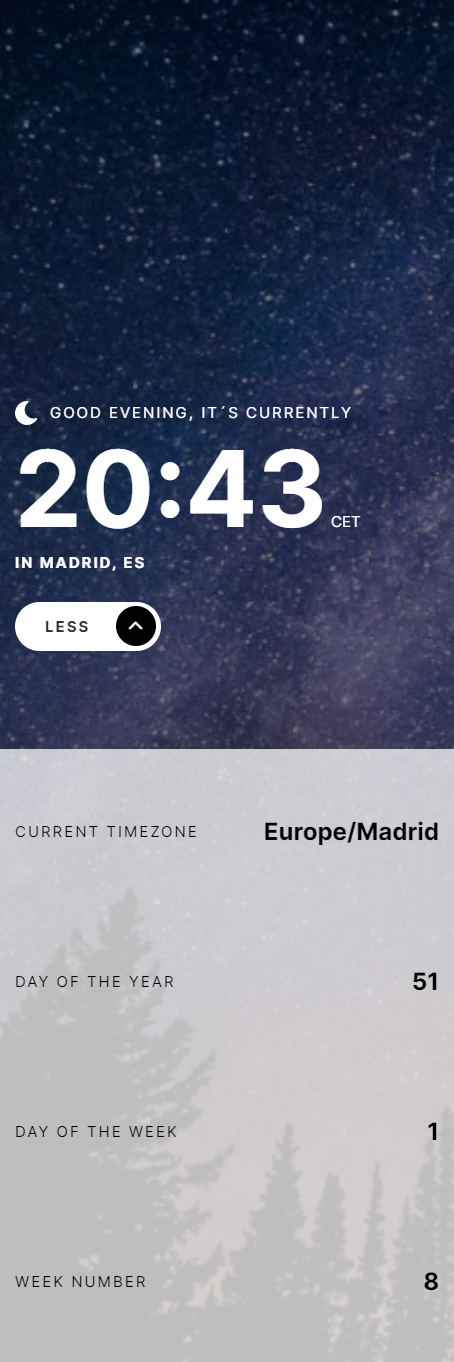 GOOD EVENING, IT´S CURRENTLY
20:43 CET
IN MADRID, ES
LESS
CURRENT TIMEZONE Europe/Madrid
DAY OF THE YEAR 51
DAY OF THE WEEK 1
WEEK NUMBER 8